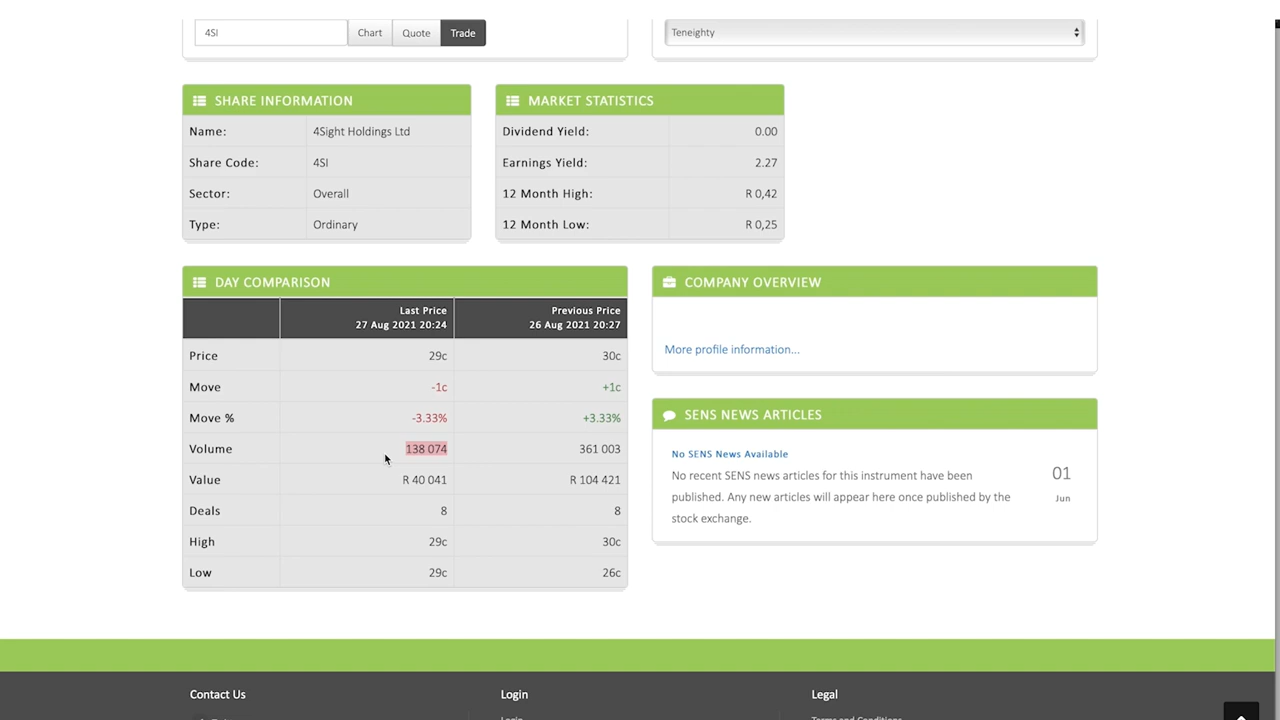 4SI Chart Quote Trade
Teneighty
SHARE INFORMATION
Name: 4Sight Holdings Ltd
Share Code: 4SI
Sector: Overall
Type: Ordinary
MARKET STATISTICS
Dividend Yield: 0.00
Earnings Yield: 2.27
12 Month High: R 0,42
12 Month Low: R 0,25
DAY COMPARISON
Last Price Previous Price
27 Aug 2021 20:24 26 Aug 2021 20:27
Price 29c 30c
Move -1c +1c
Move % -3.33% +3.33%
Volume 138 074 361 003
Value R 40 041 R 104 421
Deals 8 8
High 29c 30c
Low 29c 26c
COMPANY OVERVIEW
More profile information...
SENS NEWS ARTICLES
No SENS News Available
No recent SENS news articles for this instrument have been
published. Any new articles will appear here once published by the
stock exchange.
01
Jun
Contact Us Login Legal
Login Terms and Conditions